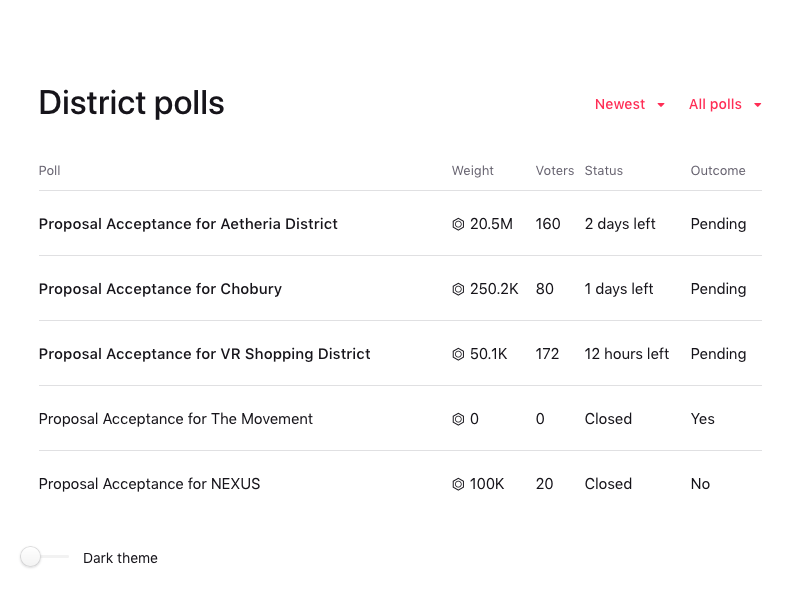 District polls
Newest All polls
Poll Weight Voters Status Outcome
Proposal Acceptance for Aetheria District 20.5M 160 2 days left Pending
Proposal Acceptance for Chobury 250.2K 80 1 days left Pending
Proposal Acceptance for VR Shopping District 50.1K 172 12 hours left Pending
Proposal Acceptance for The Movement 0 0 Closed Yes
Proposal Acceptance for NEXUS 100K 20 Closed No
Dark theme